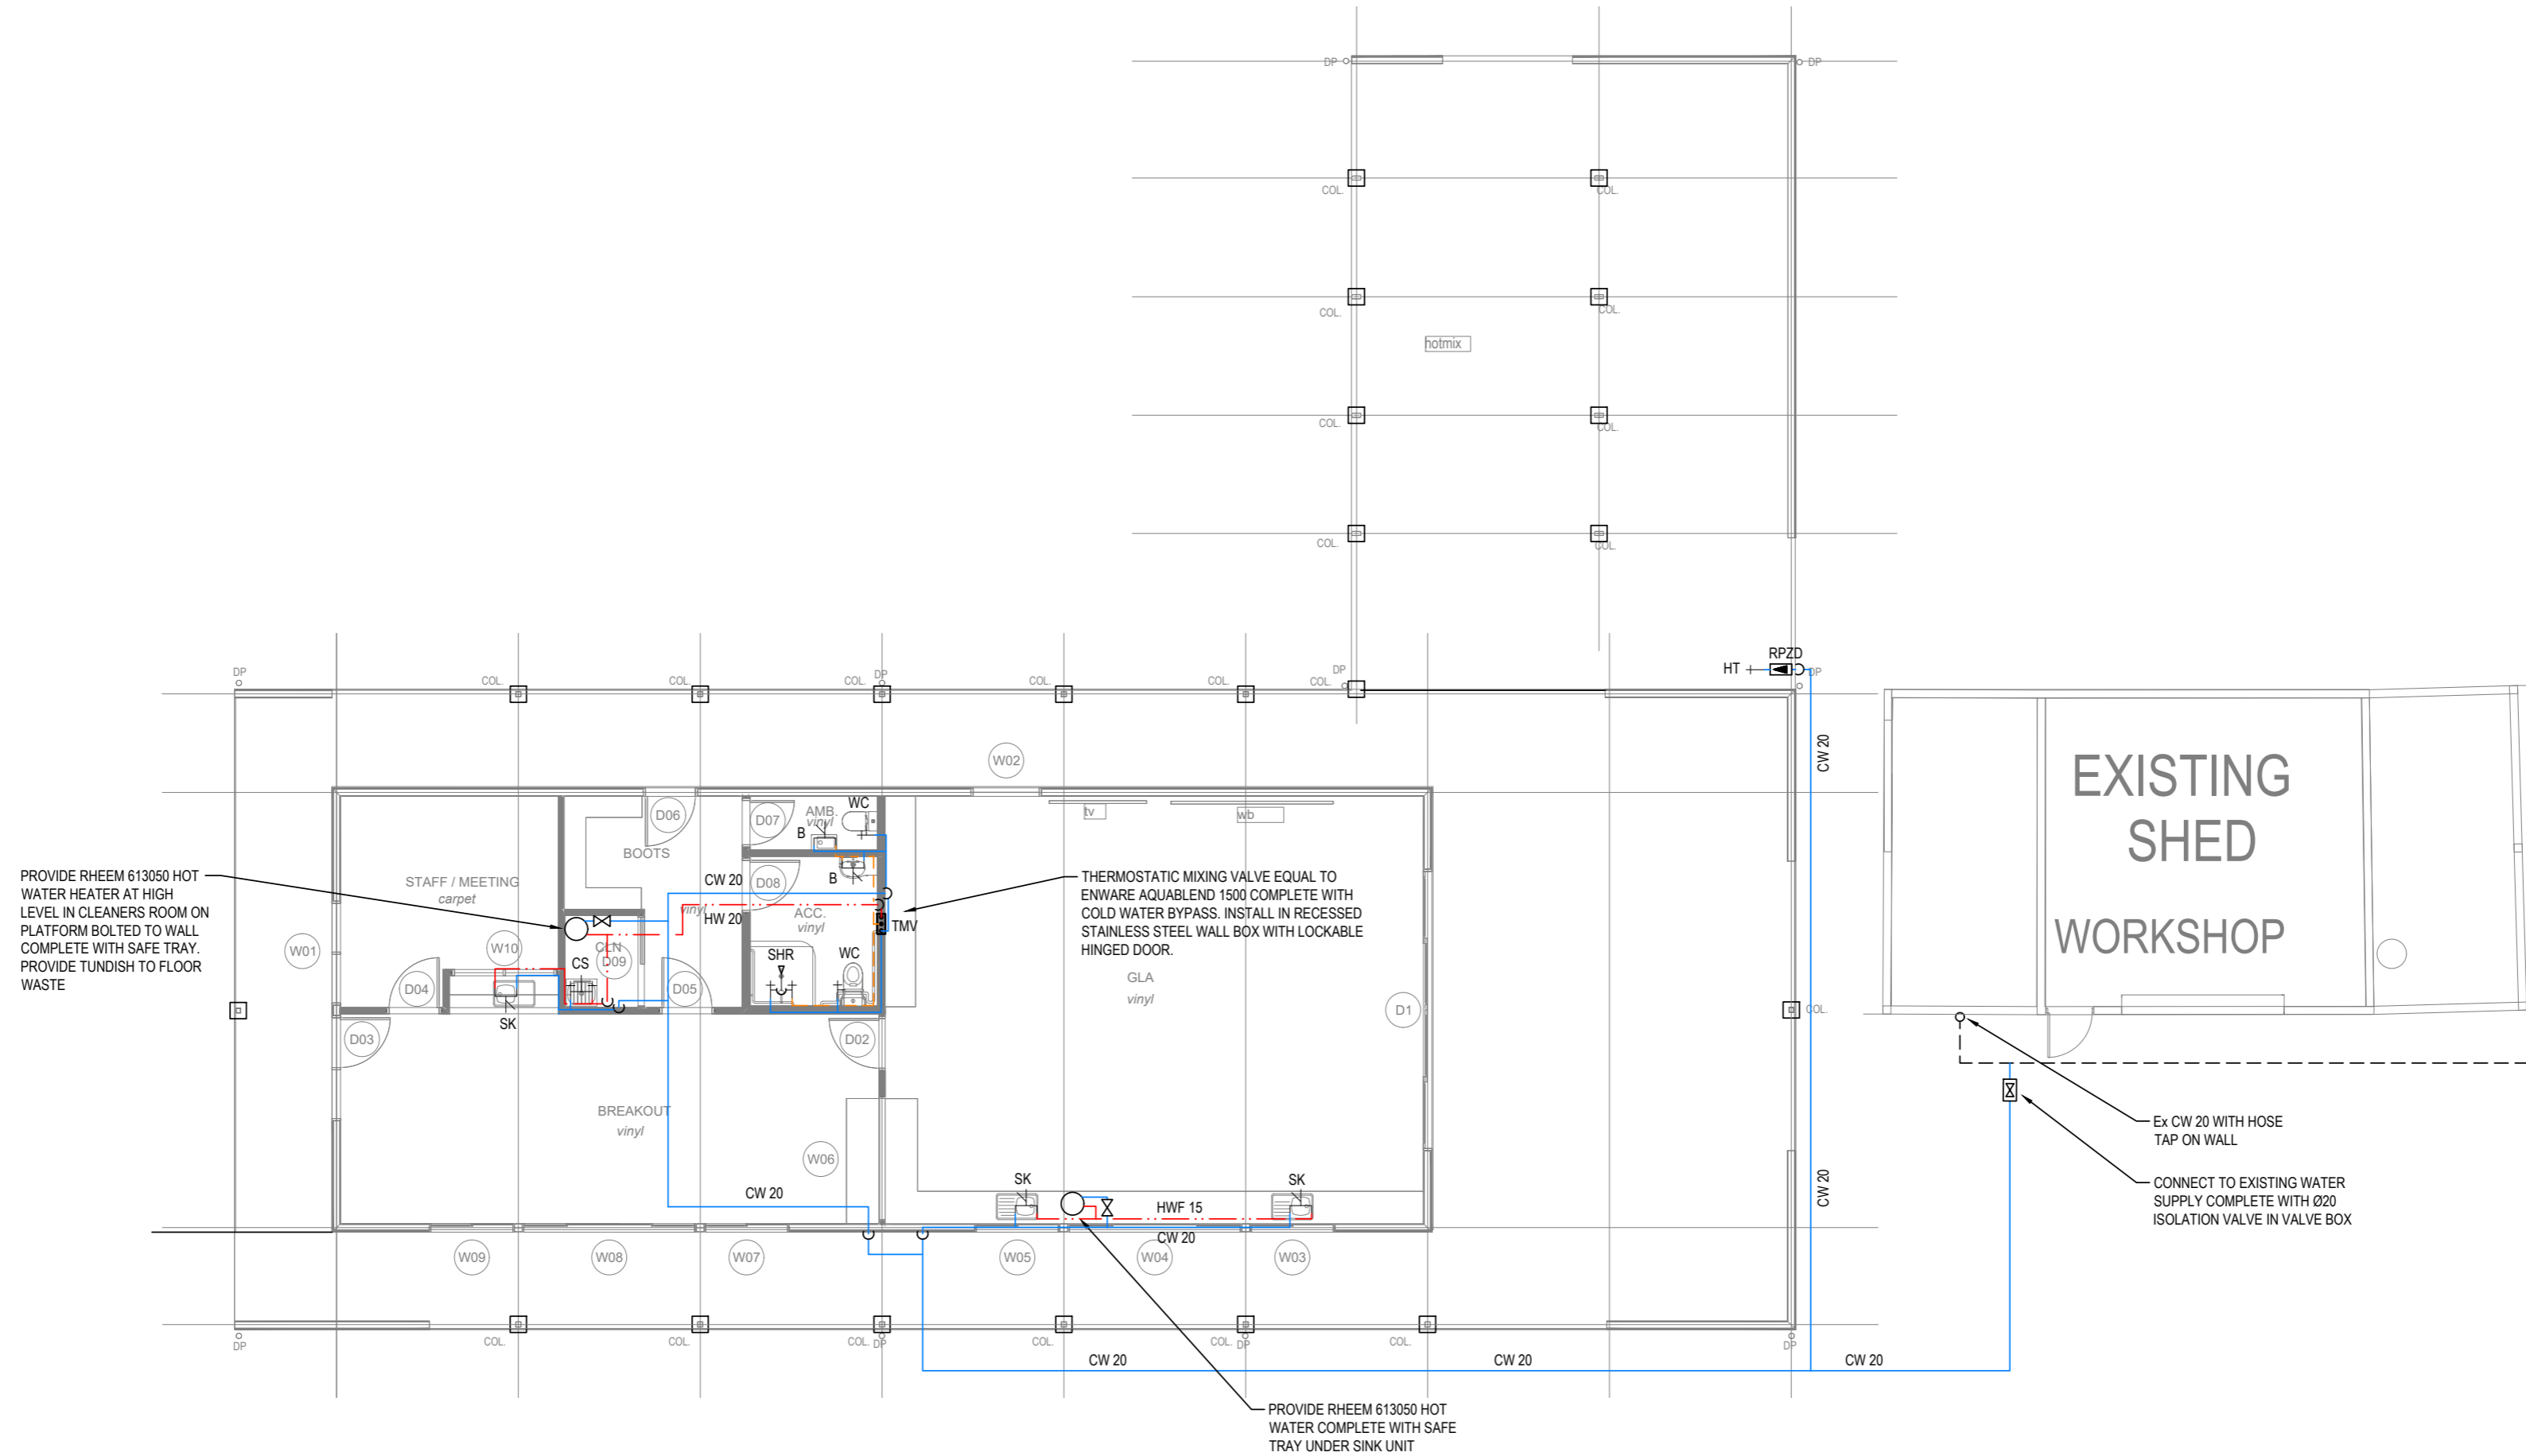 DP
DP
COL.
COL.
COL.
COL.
hotmix
COL.
COL.
COL.
COL.
RPZD
HT
DP
DP
COL.
COL.
COL.
DP
COL.
COL.
COL.
DP
CW 20
W02
EXISTING
SHED
WORKSHOP
tv
wb
D06
D07
AMB.
vinyl
WC
B
BOOTS
PROVIDE RHEEM 613050 HOT
WATER HEATER AT HIGH
LEVEL IN CLEANERS ROOM ON
PLATFORM BOLTED TO WALL
COMPLETE WITH SAFE TRAY.
PROVIDE TUNDISH TO FLOOR
WASTE
STAFF / MEETING
carpet
CW 20
D08
B
vinyl
HW 20
ACC.
vinyl
TMV
THERMOSTATIC MIXING VALVE EQUAL TO
ENWARE AQUABLEND 1500 COMPLETE WITH
COLD WATER BYPASS. INSTALL IN RECESSED
STAINLESS STEEL WALL BOX WITH LOCKABLE
HINGED DOOR.
W01
W10
CLN
D09
CS
SHR
WC
GLA
vinyl
D04
D05
SK
D1
COL.
D03
D02
BREAKOUT
vinyl
W06
Ex CW 20 WITH HOSE
TAP ON WALL
CONNECT TO EXISTING WATER
SUPPLY COMPLETE WITH Ø20
ISOLATION VALVE IN VALVE BOX
CW 20
SK
SK
HWF 15
CW 20
CW 20
W09
W08
W07
W05
W04
W03
DP
COL.
COL.
COL.
DP
COL.
COL.
DP
COL.
DP
CW 20
CW 20
CW 20
PROVIDE RHEEM 613050 HOT
WATER COMPLETE WITH SAFE
TRAY UNDER SINK UNIT